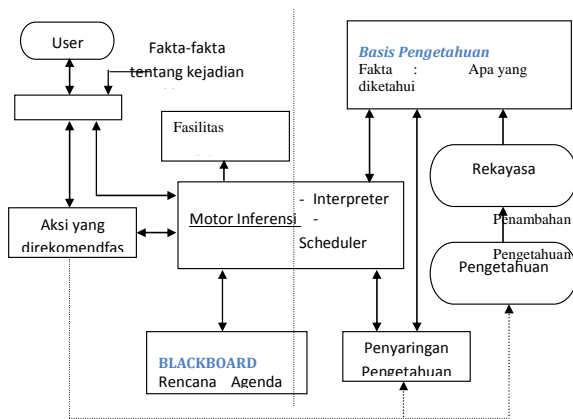 User
Fakta-fakta
tentang kejadian
Basis Pengetahuan
Fakta : Apa yang
diketahui
Fasilitas
Rekayasa
Aksi yang
direkomendfas
- Interpreter
Motor Inferensi -
Scheduler
Penambahan
Pengetahuan
Pengetahuan
BLACKBOARD
Rencana Agenda
Penyaringan
Pengetahuan